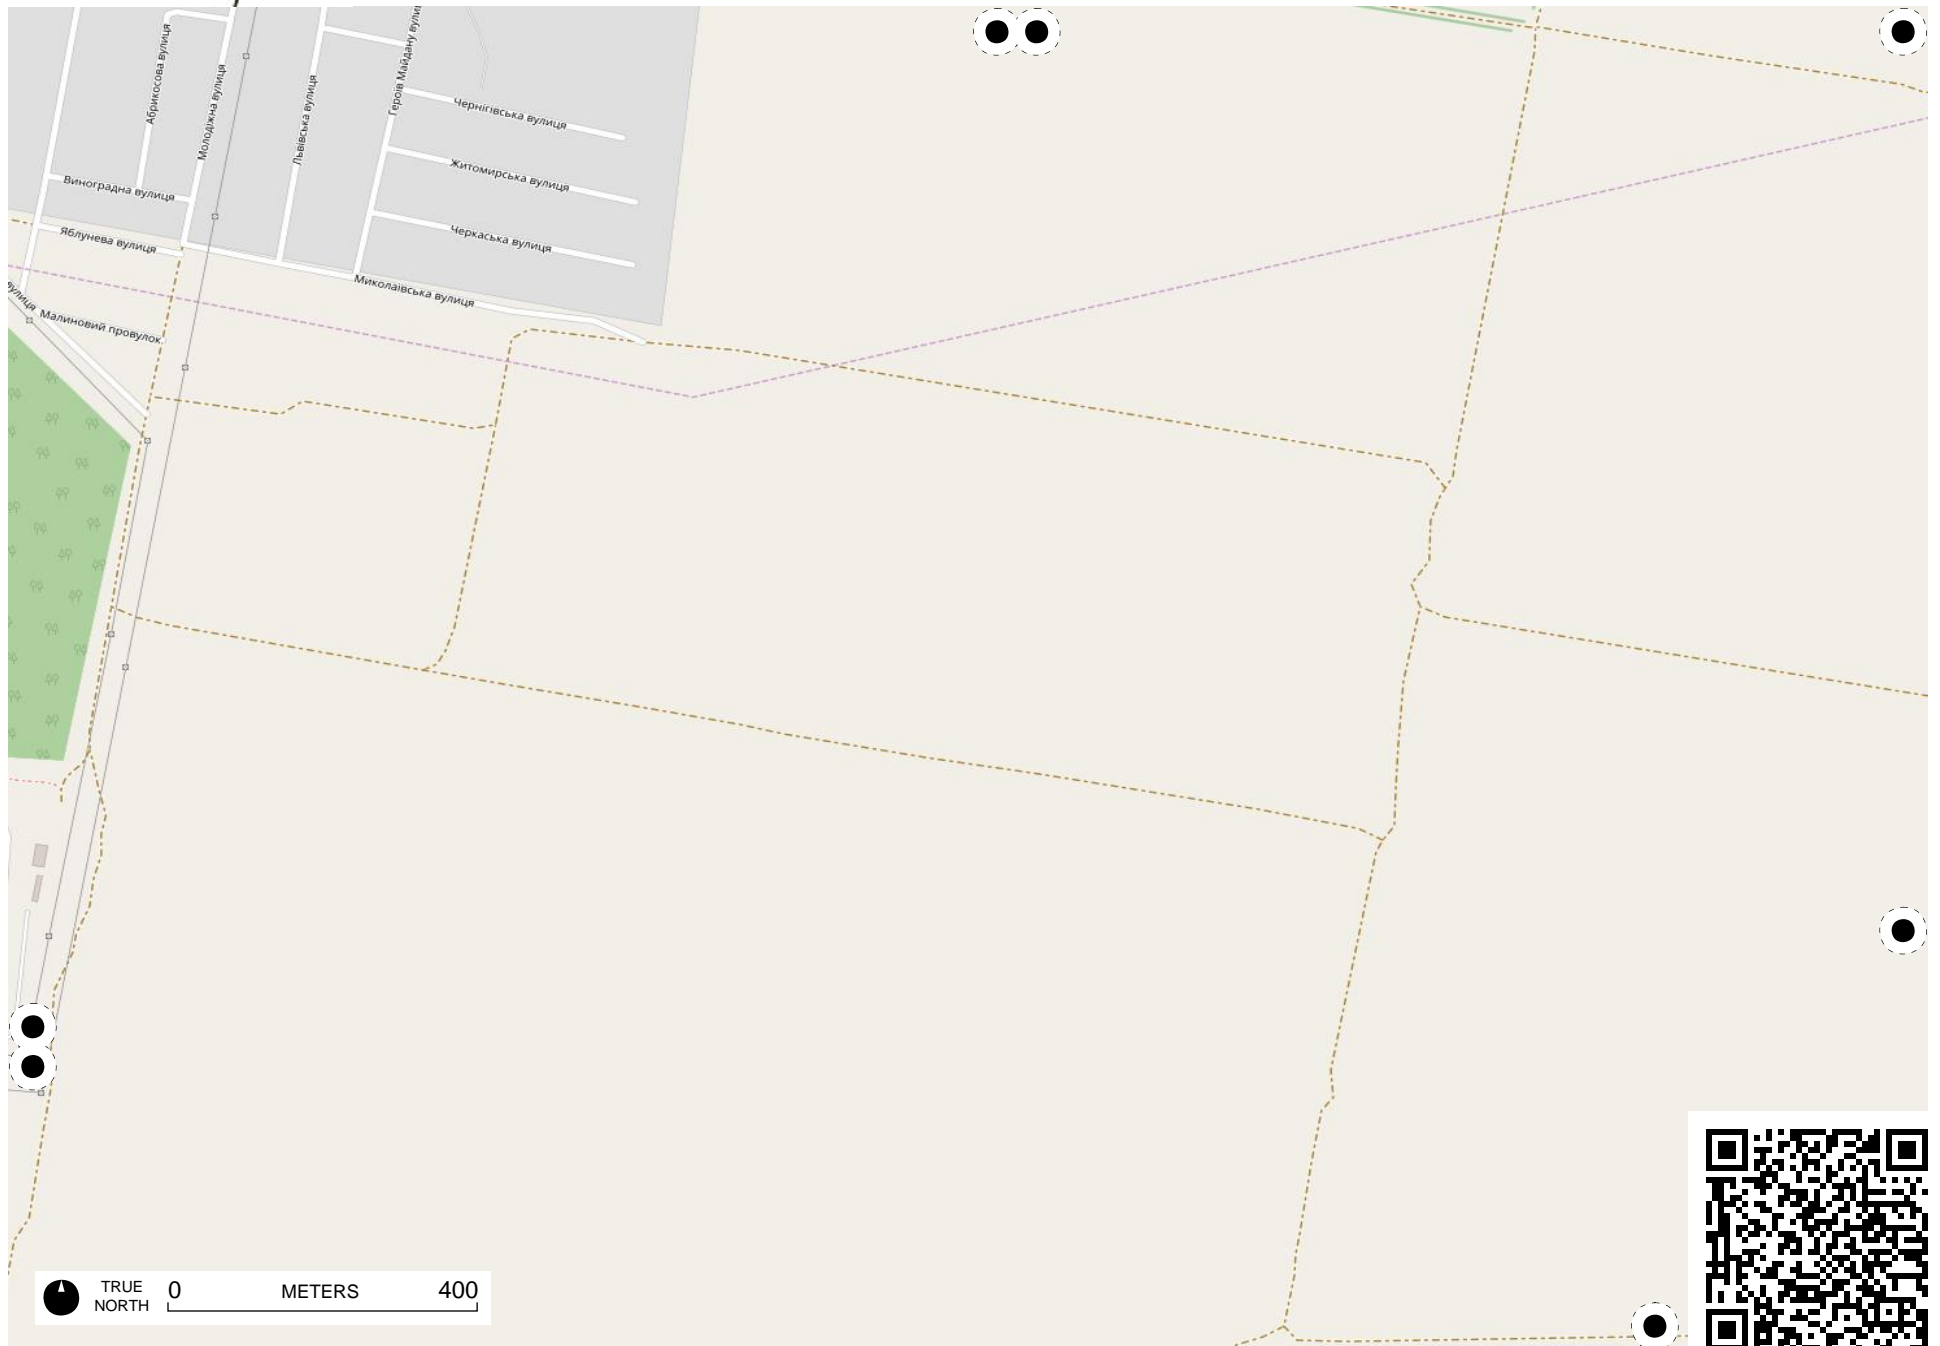 Абрикосова вулиця
Молодіжна вулиця
Львівська вулиця
Героїв Майдану
Чернігівська вулиця
Житомирська вулиця
Виноградна вулиця
Черкаська вулиця
Яблунева вулиця
Миколаївська вулиця
вулиця
Малиновий провулок
TRUE
NORTH
0 METERS 400